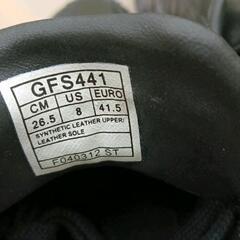 GFS441
CM US EURO
26.5 8 41.5
SYNTHETIC LEATHER UPPER/
LEATHER SOLE
F040312 ST